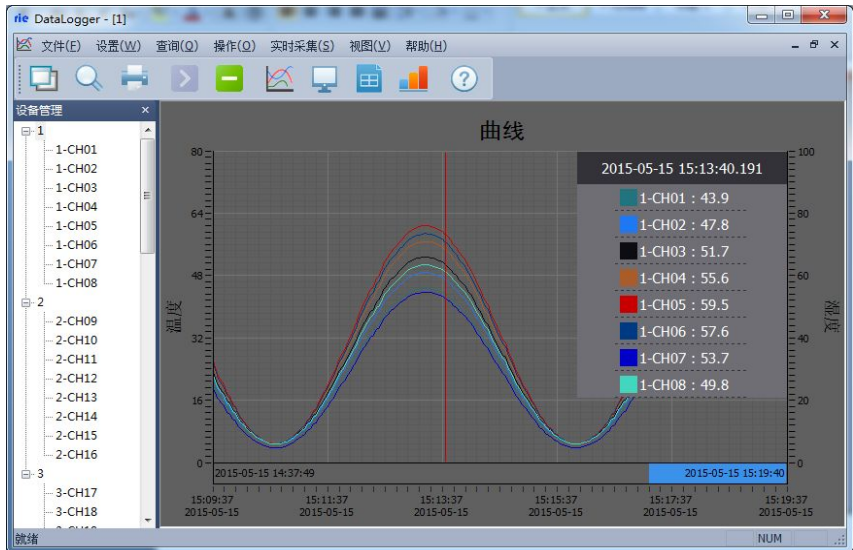 rie DataLogger - [1]
文件(F) 设置(W) 查询(Q) 操作(O) 实时采集(S) 视图(V) 帮助(H)
设备管理
1
1-CH01
1-CH02
1-CH03
1-CH04
1-CH05
1-CH06
1-CH07
1-CH08
2
2-CH09
2-CH10
2-CH11
2-CH12
2-CH13
2-CH14
2-CH15
2-CH16
3
3-CH17
3-CH18
曲线
80
64
48
32
16
0
温度
100
80
60
40
20
0
湿度
2015-05-15 15:13:40.191
1-CH01：43.9
1-CH02：47.8
1-CH03：51.7
1-CH04：55.6
1-CH05：59.5
1-CH06：57.6
1-CH07：53.7
1-CH08：49.8
2015-05-15 14:37:49
2015-05-15 15:19:40
15:09:37 15:11:37 15:13:37 15:15:37 15:17:37 15:19:37
2015-05-15 2015-05-15 2015-05-15 2015-05-15 2015-05-15 2015-05-15
就绪
NUM